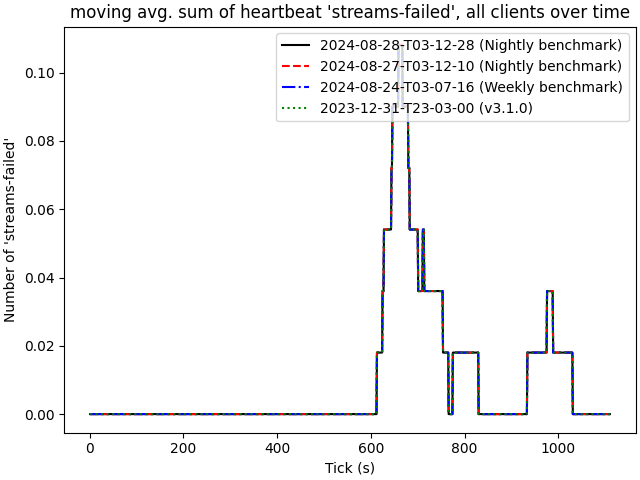 moving avg. sum of heartbeat 'streams-failed', all clients over time
2024-08-28-T03-12-28 (Nightly benchmark)
2024-08-27-T03-12-10 (Nightly benchmark)
2024-08-24-T03-07-16 (Weekly benchmark)
2023-12-31-T23-03-00 (v3.1.0)
Number of 'streams-failed'
0.10
0.08
0.06
0.04
0.02
0.00
0 200 400 600 800 1000
Tick (s)